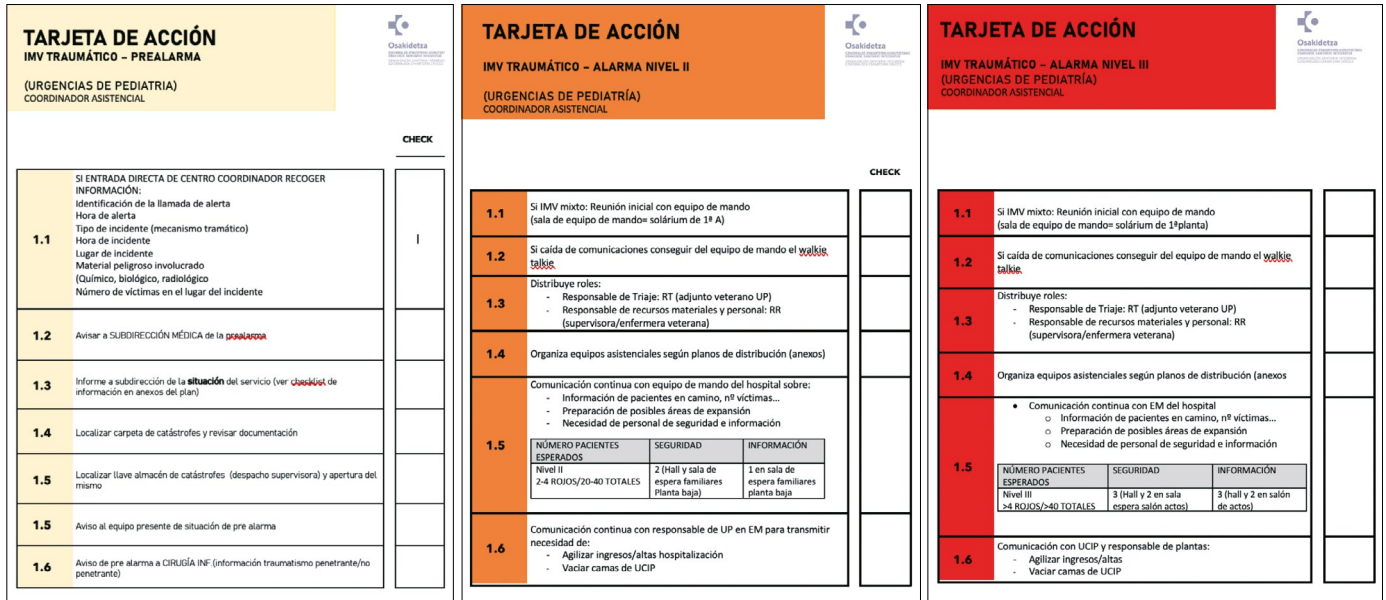 TARJETA DE ACCIÓN
IMV TRAUMÁTICO – PREALARMA
(URGENCIAS DE PEDIATRIA)
COORDINADOR ASISTENCIAL
Osakidetza
CHECK
1.1
SI ENTRADA DIRECTA DE CENTRO COORDINADOR RECOGER
INFORMACIÓN:
Identificación de la llamada de alerta
Hora de alerta
Tipo de incidente (mecanismo tramático)
Hora de incidente
Lugar de incidente
Material peligroso involucrado
(Químico, biológico, radiológico
Número de víctimas en el lugar del incidente
I
1.2
Avisar a SUBDIRECCIÓN MÉDICA de la prealarma
1.3
Informe a subdirección de la situación del servicio (ver checklist de
información en anexos del plan)
1.4
Localizar carpeta de catástrofes y revisar documentación
1.5
Localizar llave almacén de catástrofes (despacho supervisora) y apertura del
mismo
1.5
Aviso al equipo presente de situación de pre alarma
1.6
Aviso de pre alarma a CIRUGÍA INF.(información traumatismo penetrante/no
penetrante)
TARJETA DE ACCIÓN
IMV TRAUMÁTICO – ALARMA NIVEL II
(URGENCIAS DE PEDIATRÍA)
COORDINADOR ASISTENCIAL
Osakidetza
CHECK
1.1
Si IMV mixto: Reunión inicial con equipo de mando
(sala de equipo de mando= solárium de 1ª A)
1.2
Si caída de comunicaciones conseguir del equipo de mando el walkie
talkie
1.3
Distribuye roles:
- Responsable de Triaje: RT (adjunto veterano UP)
- Responsable de recursos materiales y personal: RR
(supervisora/enfermera veterana)
1.4
Organiza equipos asistenciales según planos de distribución (anexos)
1.5
Comunicación continua con equipo de mando del hospital sobre:
- Información de pacientes en camino, nº víctimas...
- Preparación de posibles áreas de expansión
- Necesidad de personal de seguridad e información
NÚMERO PACIENTES SEGURIDAD INFORMACIÓN
ESPERADOS
Nivel II 2 (Hall y sala de 1 en sala de
2-4 ROJOS/20-40 TOTALES espera familiares espera familiares
Planta baja) planta baja
1.6
Comunicación continua con responsable de UP en EM para transmitir
necesidad de:
- Agilizar ingresos/altas hospitalización
- Vaciar camas de UCIP
TARJETA DE ACCIÓN
IMV TRAUMÁTICO – ALARMA NIVEL III
(URGENCIAS DE PEDIATRÍA)
COORDINADOR ASISTENCIAL
Osakidetza
1.1
Si IMV mixto: Reunión inicial con equipo de mando
(sala de equipo de mando= solárium de 1ªplanta)
1.2
Si caída de comunicaciones conseguir del equipo de mando el walkie
talkie
1.3
Distribuye roles:
- Responsable de Triaje: RT (adjunto veterano UP)
- Responsable de recursos materiales y personal: RR
(supervisora/enfermera veterana)
1.4
Organiza equipos asistenciales según planos de distribución (anexos
1.5
• Comunicación continua con EM del hospital
o Información de pacientes en camino, nº víctimas...
o Preparación de posibles áreas de expansión
o Necesidad de personal de seguridad e información
NÚMERO PACIENTES SEGURIDAD INFORMACIÓN
ESPERADOS
Nivel III 3 (Hall y 2 en sala 3 (hall y 2 en salón
>4 ROJOS/>40 TOTALES espera salón actos) de actos)
1.6
Comunicación con UCIP y responsable de plantas:
- Agilizar ingresos/altas
- Vaciar camas de UCIP